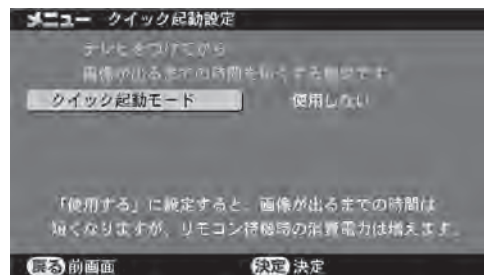 メニュー クイック起動設定
テレビをつけてから
画像が出るまでの時間を短くする機能です。
クイック起動モード 使用しない
「使用する」に設定すると、画像が出るまでの時間は
短くなりますが、リモコン待機時の消費電力は増えます。
戻る 前画面 決定 決定